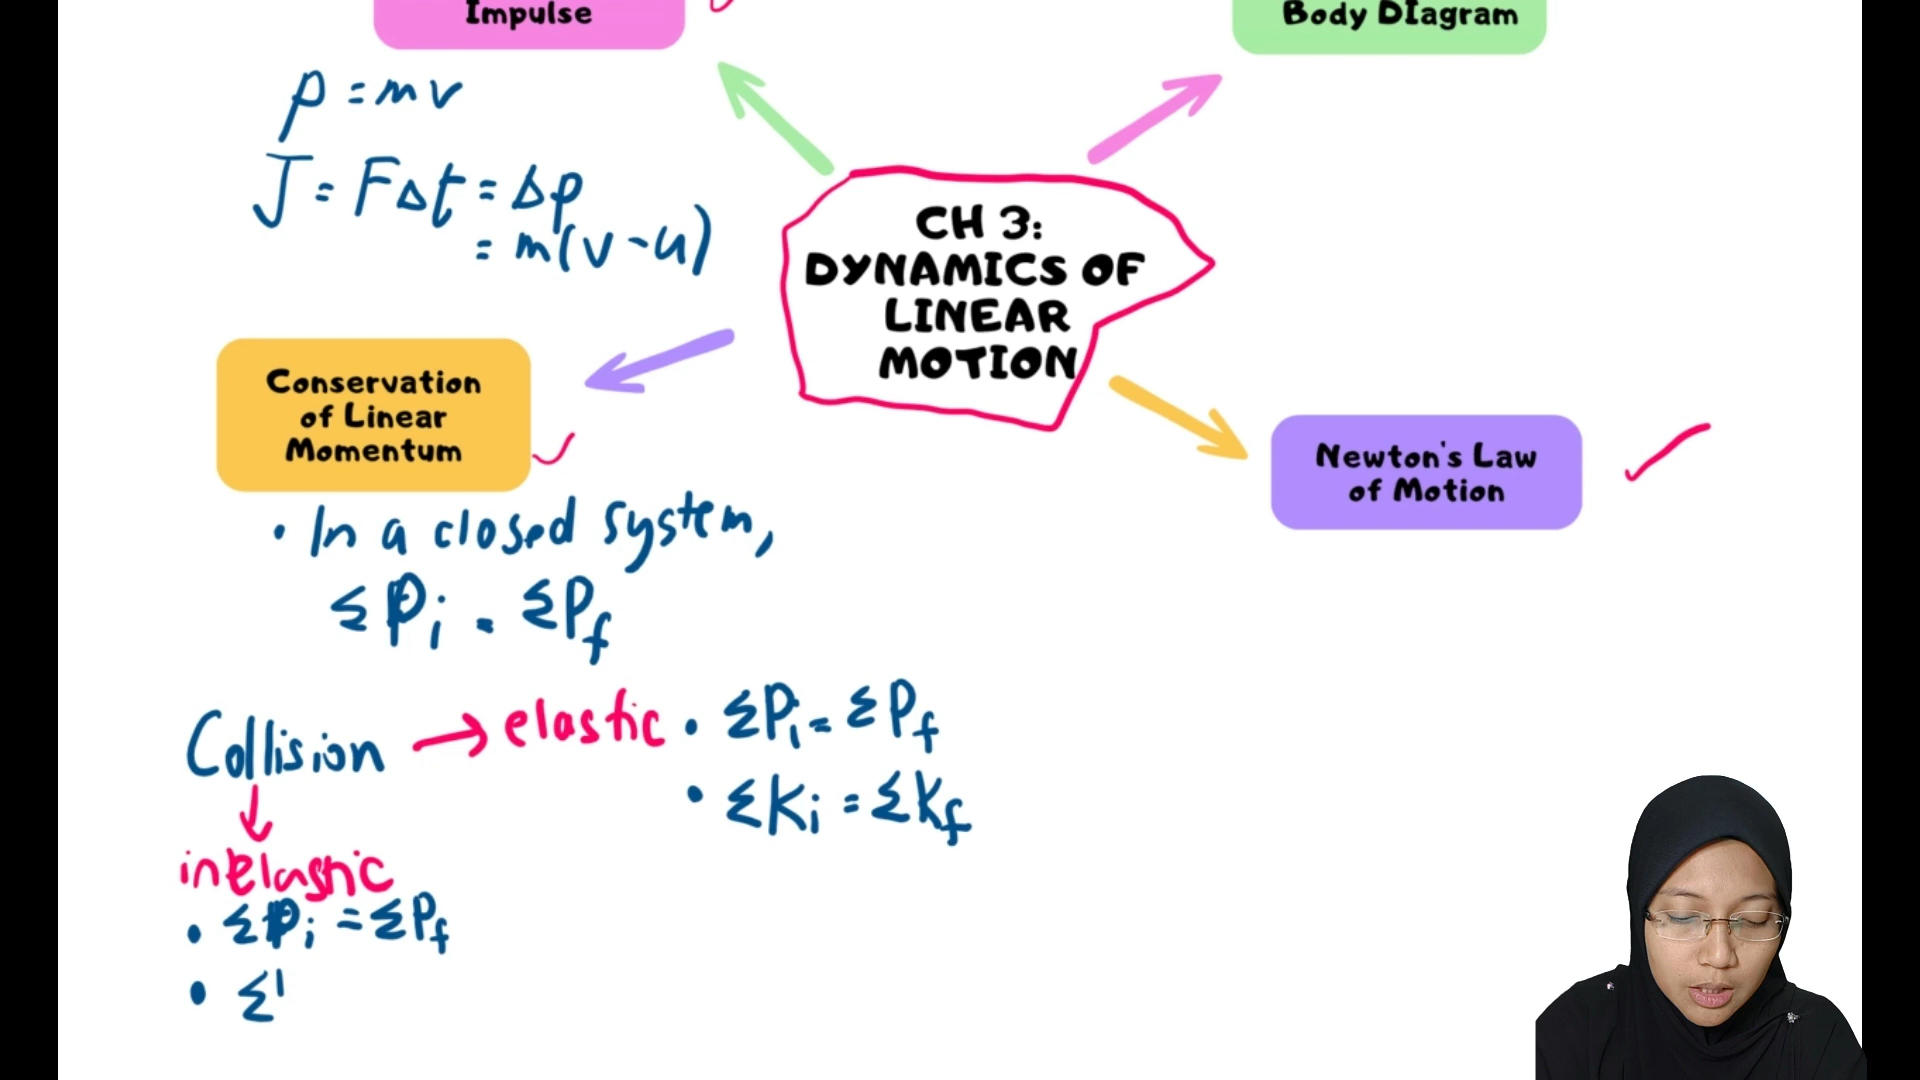 Impulse
Body DIagram
p = mv
J = FΔt = Δp
= m(v - u)
CH 3:
DYNAMICS OF
LINEAR
MOTION
Conservation
of Linear
Momentum
Newton's Law
of Motion
• In a closed system,
ΣPi = ΣPf
Collision → elastic • ΣPi = ΣPf
• ΣKi = ΣKf
↓
inelastic
• ΣPi = ΣPf
• Σ